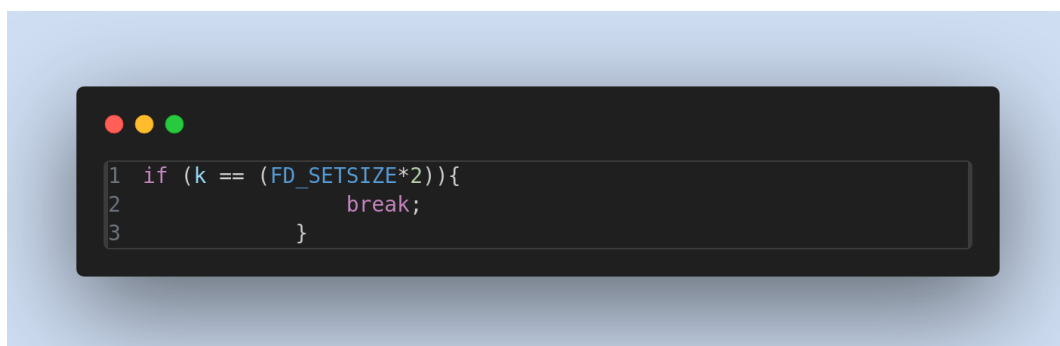 1 if (k == (FD_SETSIZE*2)){
2 break;
3 }